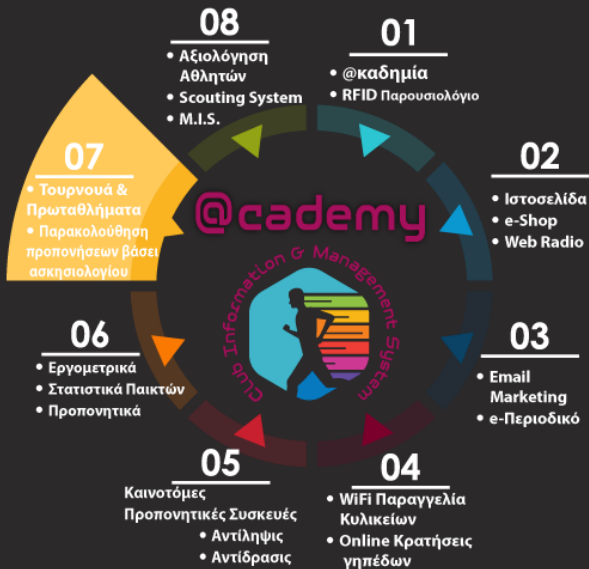 08
• Αξιολόγηση
Αθλητών
• Scouting System
• M.I.S.
01
• @καδημία
• RFID Παρουσιολόγιο
07
• Τουρνουά &
Πρωταθλήματα
• Παρακολούθηση
προπονήσεων βάσει
ασκησιολογίου
02
• Ιστοσελίδα
• e-Shop
• Web Radio
@cademy
Club Information & Management System
06
• Εργομετρικά
• Στατιστικά Παικτών
• Προπονητικά
03
• Email
Marketing
• e-Περιοδικό
05
Καινοτόμες
Προπονητικές Συσκευές
• Αντίληψις
• Αντίδρασις
04
• WiFi Παραγγελία
Κυλικείων
• Online Κρατήσεις
γηπέδων